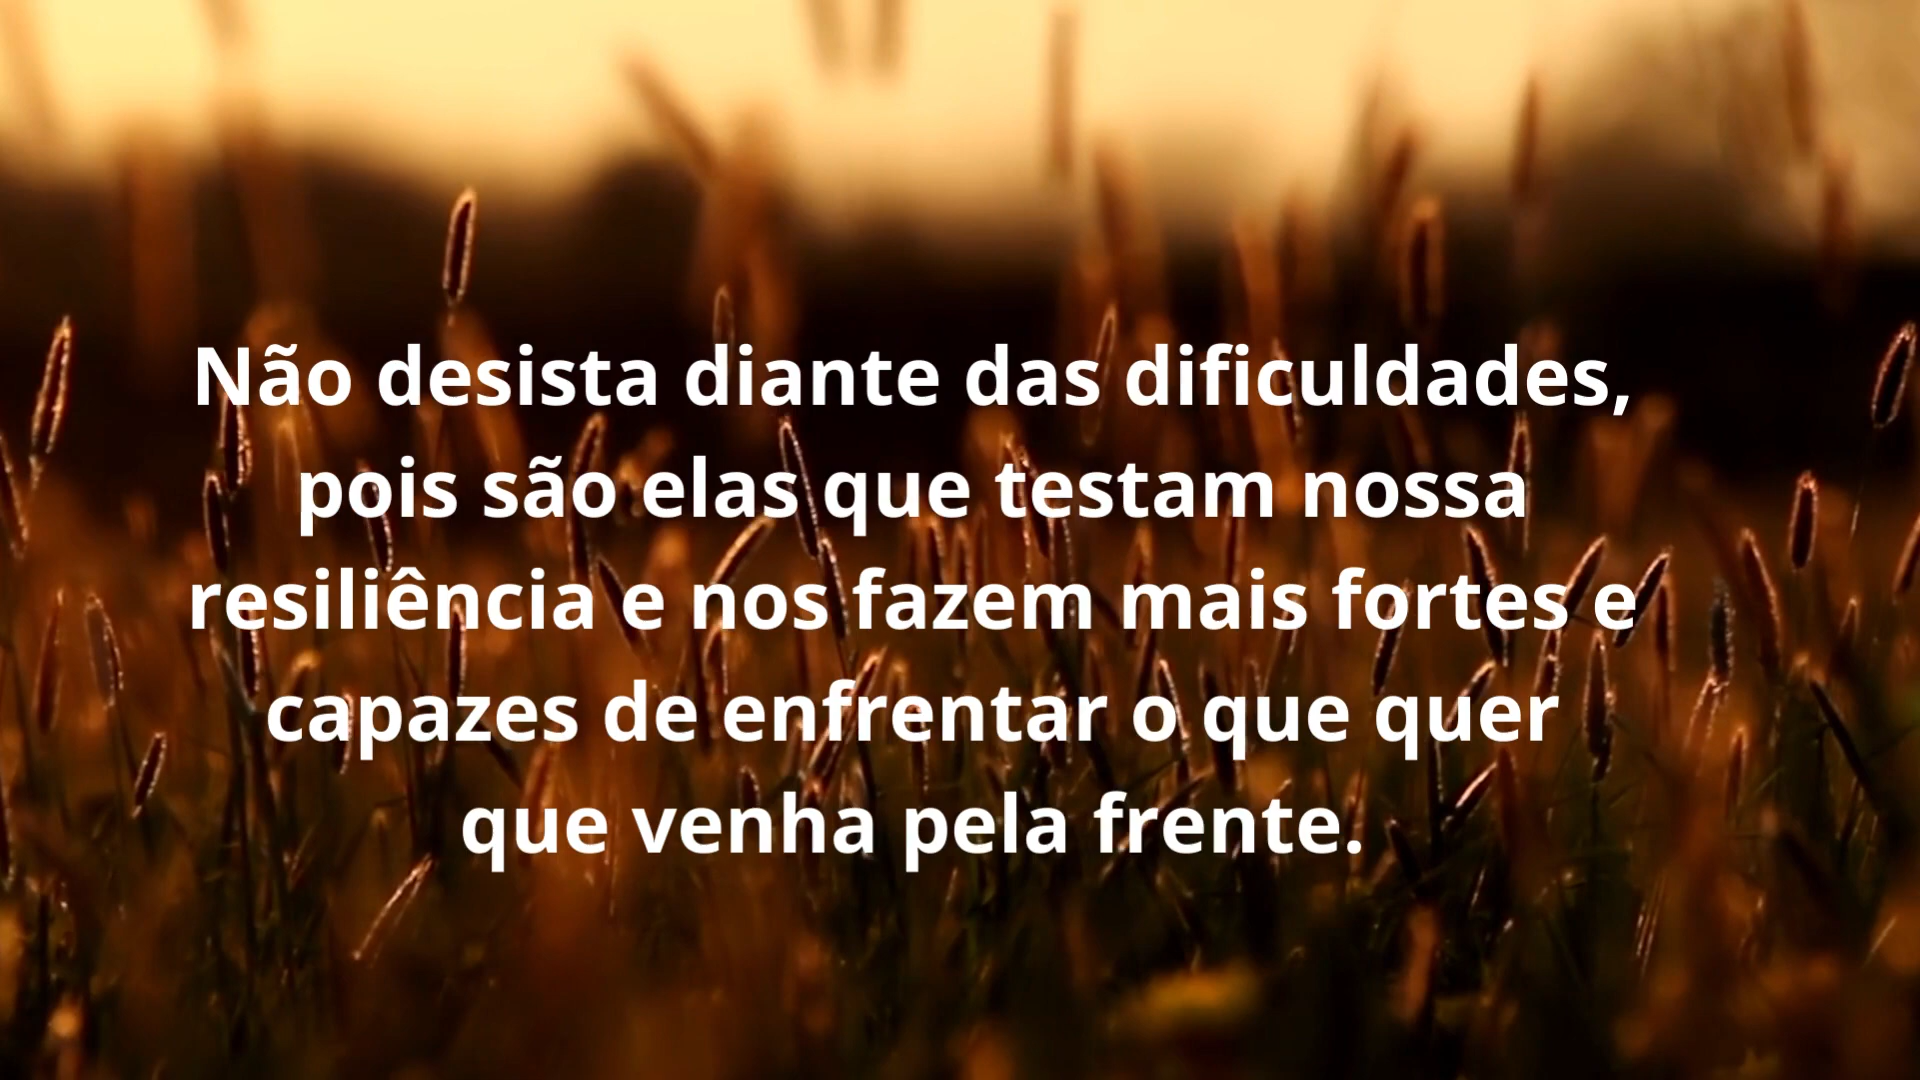 Não desista diante das dificuldades,
pois são elas que testam nossa
resiliência e nos fazem mais fortes e
capazes de enfrentar o que quer
que venha pela frente.